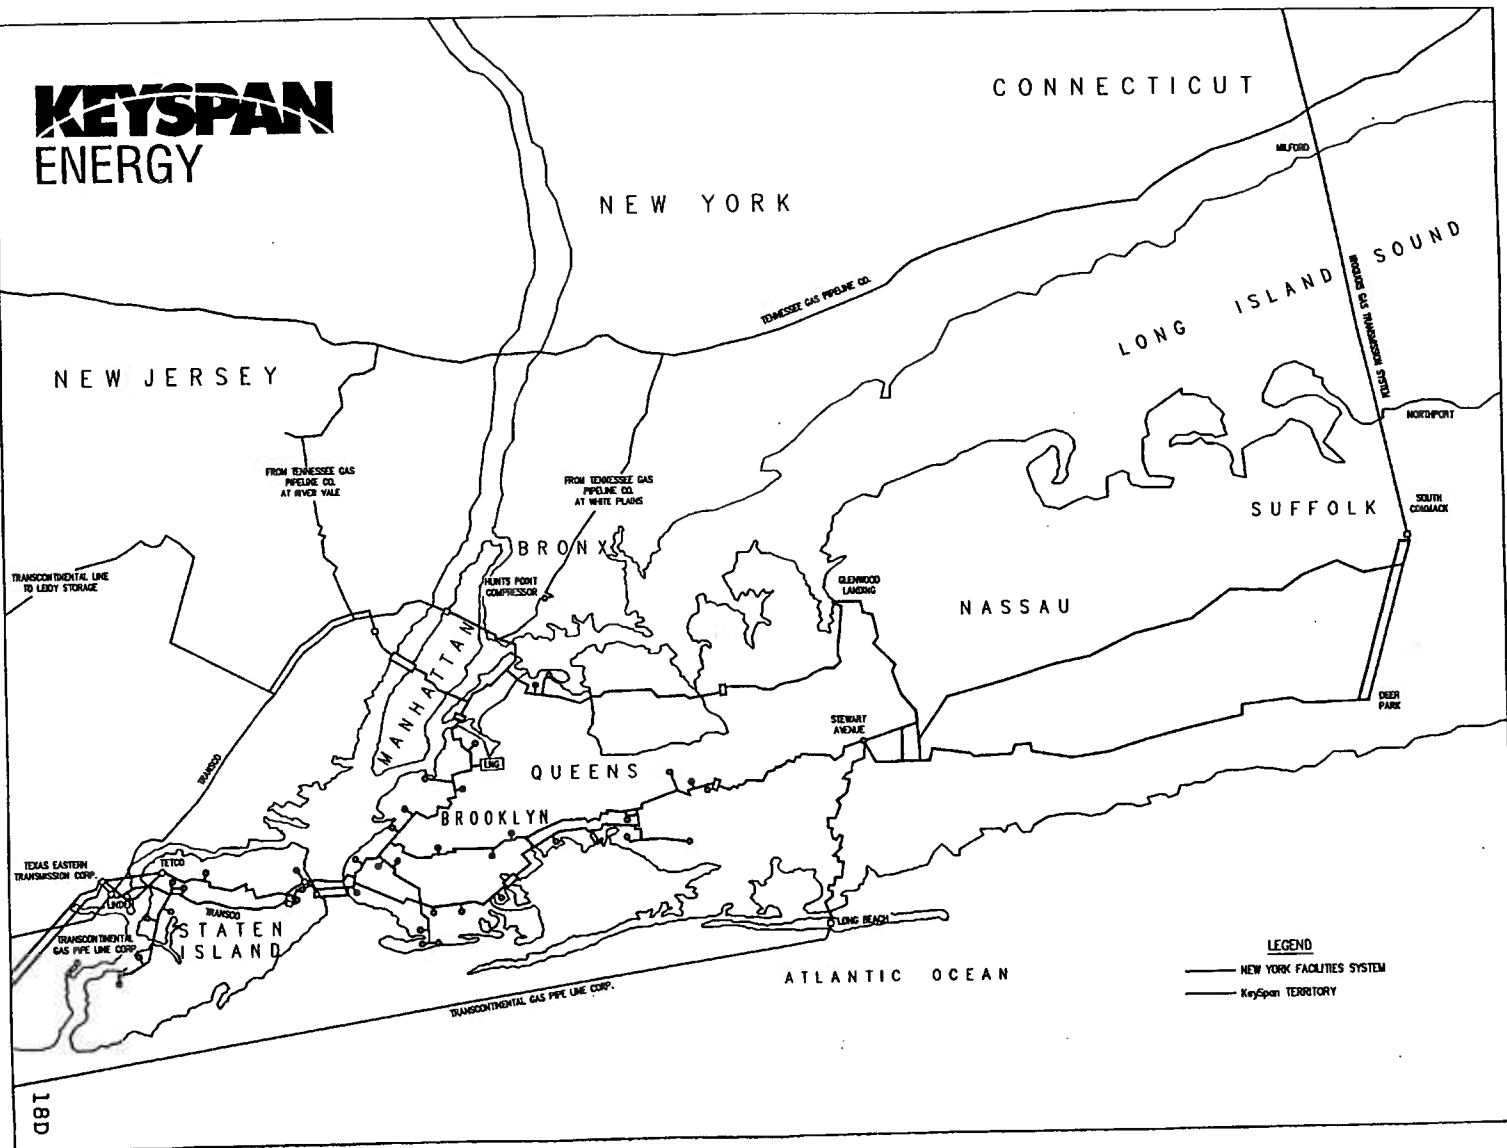 KEYSPAN
ENERGY
CONNECTICUT
MILFORD
NEW YORK
LONG ISLAND SOUND
IROQUOIS GAS TRANSMISSION SYSTEM
TENNESSEE GAS PIPELINE CO.
NEW JERSEY
NORTHPORT
FROM TENNESSEE GAS
PIPELINE CO.
AT RIVER VALE
FROM TENNESSEE GAS
PIPELINE CO.
AT WHITE PLAINS
SUFFOLK
SOUTH
COMMACK
BRONX
TRANSCONTINENTAL LINE
TO LEIDY STORAGE
HUNTS POINT
COMPRESSOR
GLENWOOD
LANDING
NASSAU
MANHATTAN
DEER
PARK
STEWART
AVENUE
TRANSCO
LNG
QUEENS
BROOKLYN
TEXAS EASTERN
TRANSMISSION CORP.
TETCO
LINDEN
TRANSCO
STATEN
ISLAND
TRANSCONTINENTAL
GAS PIPE LINE CORP.
LONG BEACH
TRANSCONTINENTAL GAS PIPE LINE CORP.
ATLANTIC OCEAN
LEGEND
NEW YORK FACILITIES SYSTEM
KeySpan TERRITORY
18D